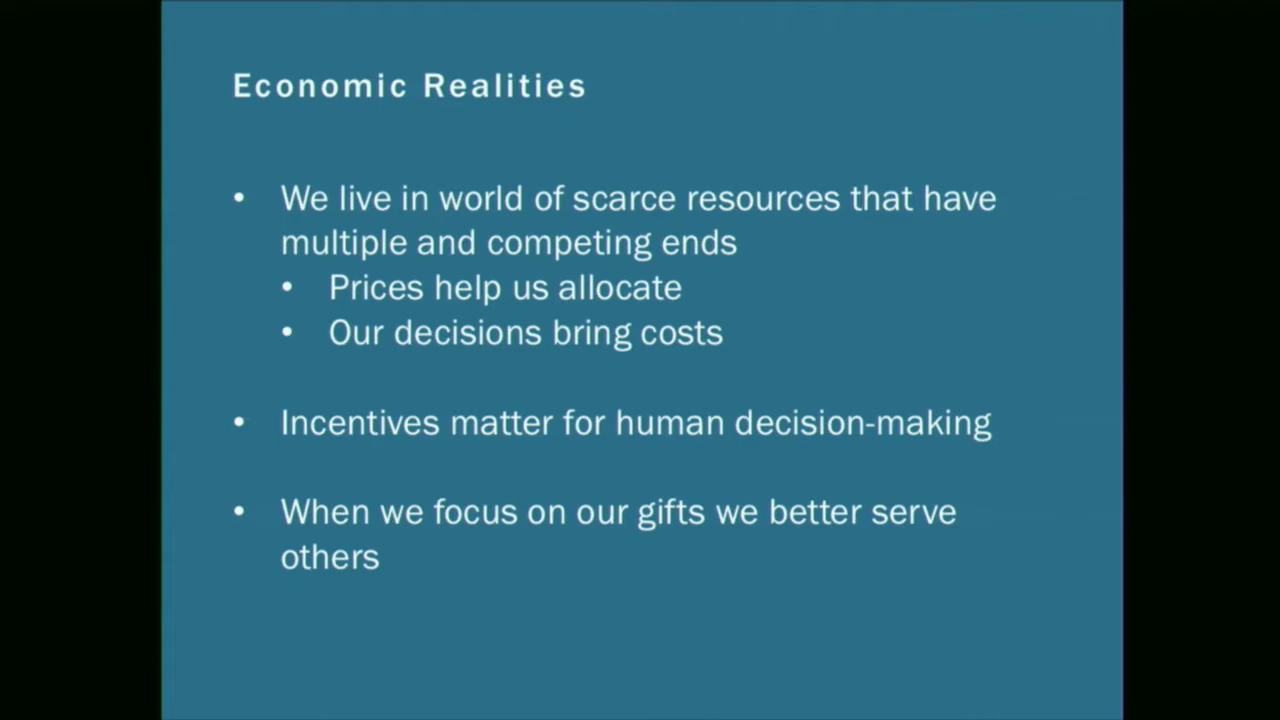 Economic Realities
• We live in world of scarce resources that have
multiple and competing ends
• Prices help us allocate
• Our decisions bring costs
• Incentives matter for human decision-making
• When we focus on our gifts we better serve
others